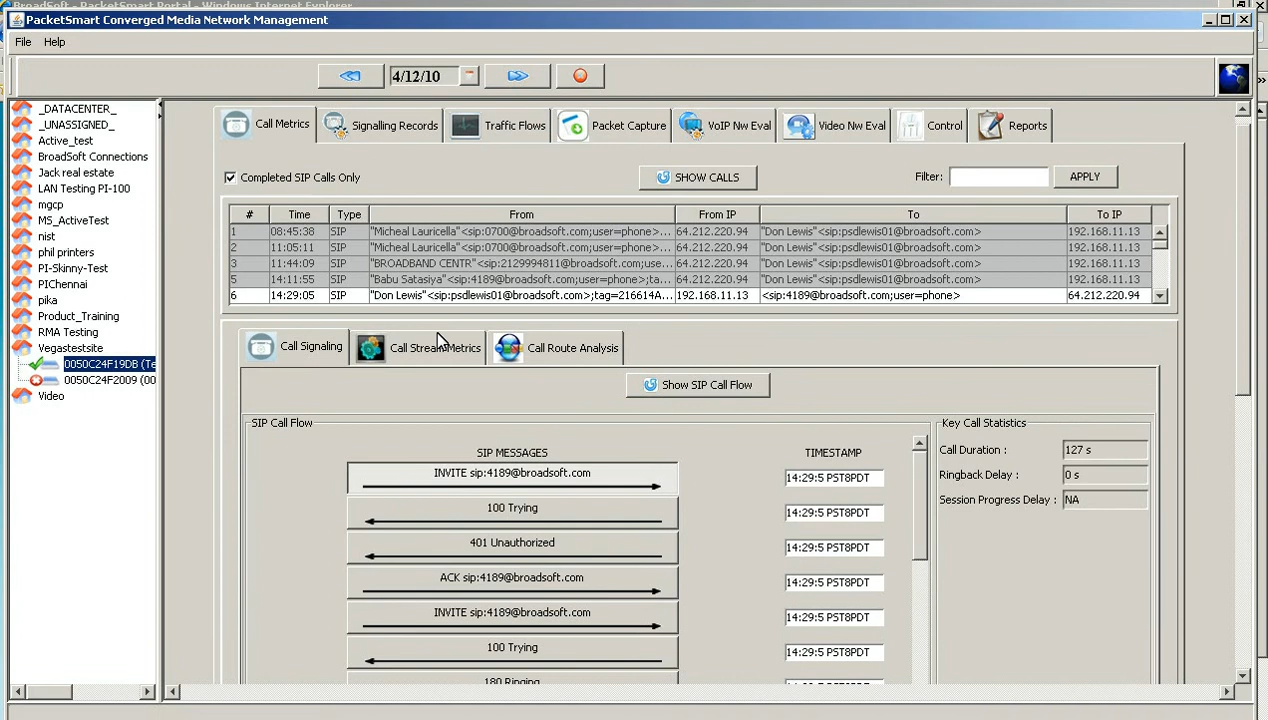 BroadSoft - PacketSmart Portal - Windows Internet Explorer
PacketSmart Converged Media Network Management
File Help
4/12/10
_DATACENTER_
_UNASSIGNED_
Active_test
BroadSoft Connections
Jack real estate
LAN Testing PI-100
mgcp
MS_ActiveTest
nist
phil printers
PI-Skinny-Test
PIChennai
pika
Product_Training
RMA Testing
Vegastestsite
0050C24F19DB (Te
0050C24F2009 (00
Video
Call Metrics Signalling Records Traffic Flows Packet Capture VoIP Nw Eval Video Nw Eval Control Reports
Completed SIP Calls Only SHOW CALLS Filter: APPLY
# Time Type From From IP To To IP
1 08:45:38 SIP "Micheal Lauricella"<sip:0700@broadsoft.com;user=phone>... 64.212.220.94 "Don Lewis"<sip:psdlewis01@broadsoft.com> 192.168.11.13
2 11:05:11 SIP "Micheal Lauricella"<sip:0700@broadsoft.com;user=phone>... 64.212.220.94 "Don Lewis"<sip:psdlewis01@broadsoft.com> 192.168.11.13
3 11:44:09 SIP "BROADBAND CENTR"<sip:2129994811@broadsoft.com;use... 64.212.220.94 "Don Lewis"<sip:psdlewis01@broadsoft.com> 192.168.11.13
5 14:11:55 SIP "Babu Satasiya"<sip:4189@broadsoft.com;user=phone>;ta... 64.212.220.94 "Don Lewis"<sip:psdlewis01@broadsoft.com> 192.168.11.13
6 14:29:05 SIP "Don Lewis"<sip:psdlewis01@broadsoft.com>;tag=216614A... 192.168.11.13 <sip:4189@broadsoft.com;user=phone> 64.212.220.94
Call Signaling Call Stream Metrics Call Route Analysis
Show SIP Call Flow
SIP Call Flow
SIP MESSAGES TIMESTAMP
INVITE sip:4189@broadsoft.com 14:29:5 PST8PDT
100 Trying 14:29:5 PST8PDT
401 Unauthorized 14:29:5 PST8PDT
ACK sip:4189@broadsoft.com 14:29:5 PST8PDT
INVITE sip:4189@broadsoft.com 14:29:5 PST8PDT
100 Trying 14:29:5 PST8PDT
180 Ringing
Key Call Statistics
Call Duration : 127 s
Ringback Delay : 0 s
Session Progress Delay : NA